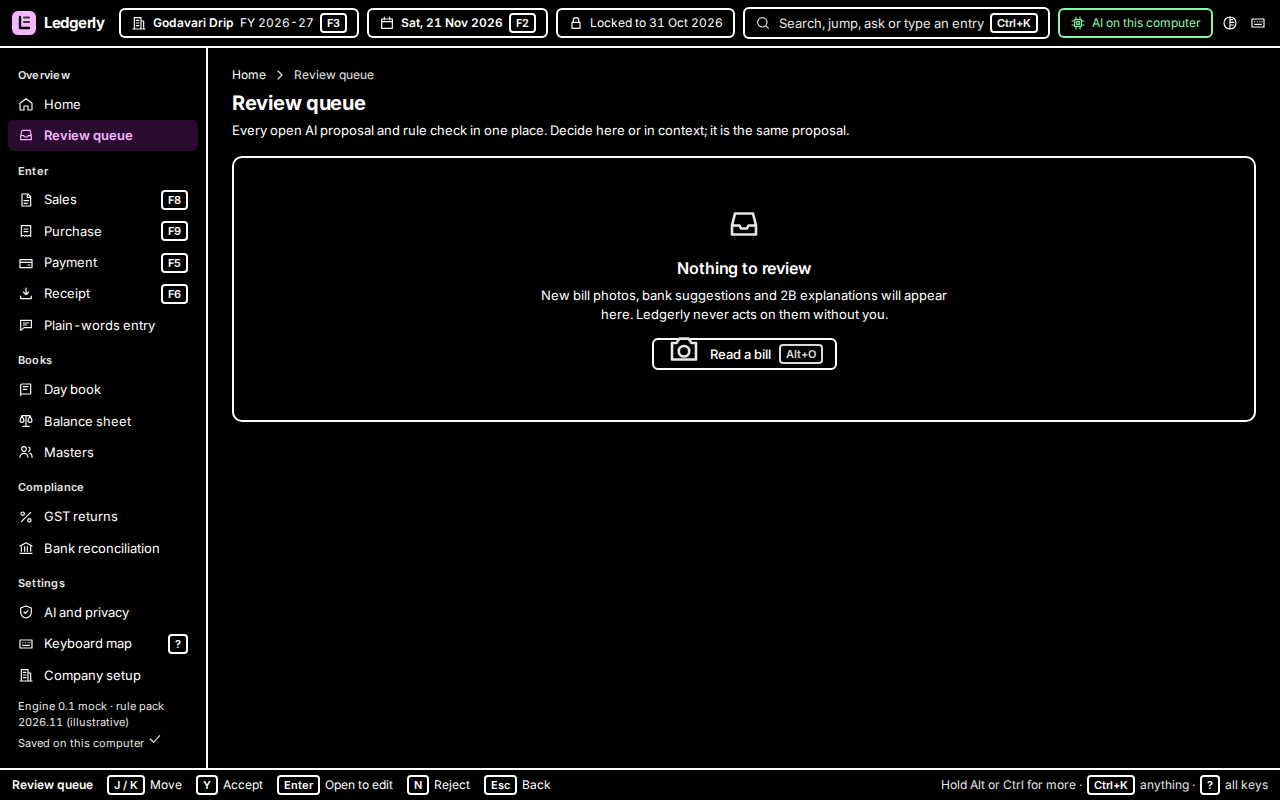 Ledgerly
Godavari Drip FY 2026-27 F3
Sat, 21 Nov 2026 F2
Locked to 31 Oct 2026
Search, jump, ask or type an entry Ctrl+K
AI on this computer
Overview
Home
Review queue
Enter
Sales F8
Purchase F9
Payment F5
Receipt F6
Plain-words entry
Books
Day book
Balance sheet
Masters
Compliance
GST returns
Bank reconciliation
Settings
AI and privacy
Keyboard map ?
Company setup
Engine 0.1 mock · rule pack
2026.11 (illustrative)
Saved on this computer
Home > Review queue
Review queue
Every open AI proposal and rule check in one place. Decide here or in context; it is the same proposal.
Nothing to review
New bill photos, bank suggestions and 2B explanations will appear
here. Ledgerly never acts on them without you.
Read a bill Alt+O
Review queue J / K Move Y Accept Enter Open to edit N Reject Esc Back
Hold Alt or Ctrl for more · Ctrl+K anything · ? all keys